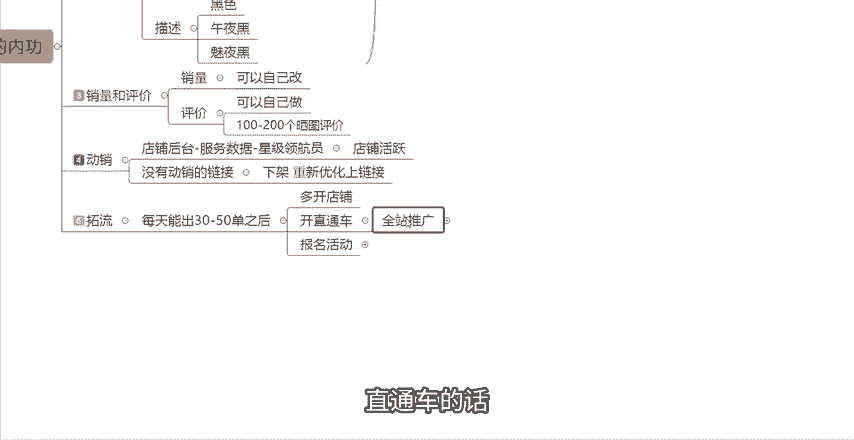 黑色
描述
午夜黑
的内功
魅夜黑
销量 可以自己改
3 销量和评价
可以自己做
评价
100-200个晒图评价
店铺后台-服务数据-星级领航员 店铺活跃
4 动销
没有动销的链接 下架 重新优化上链接
多开店铺
拓流 每天能出30-50单之后 开直通车 全站推广
报名活动
直通车的话